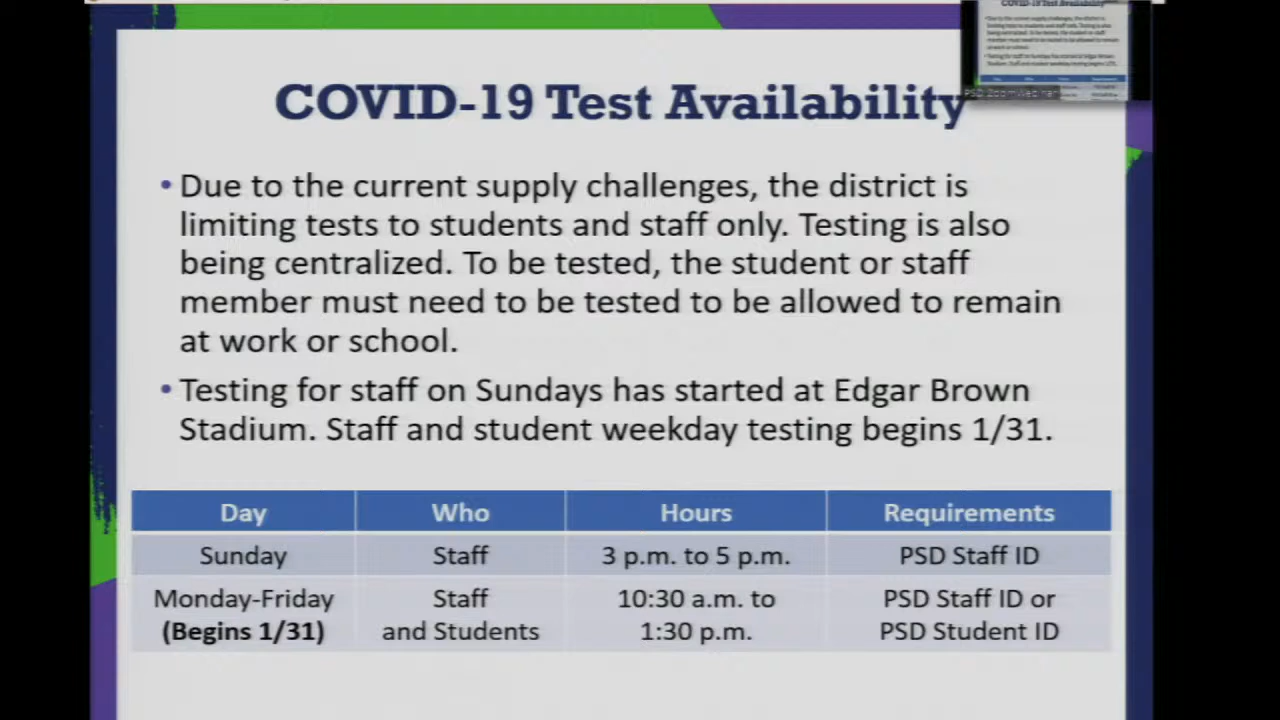 COVID-19 Test Availability
• Due to the current supply challenges, the district is
limiting tests to students and staff only. Testing is also
being centralized. To be tested, the student or staff
member must need to be tested to be allowed to remain
at work or school.
• Testing for staff on Sundays has started at Edgar Brown
Stadium. Staff and student weekday testing begins 1/31.
Day Who Hours Requirements
Sunday Staff 3 p.m. to 5 p.m. PSD Staff ID
Monday-Friday Staff 10:30 a.m. to PSD Staff ID or
(Begins 1/31) and Students 1:30 p.m. PSD Student ID